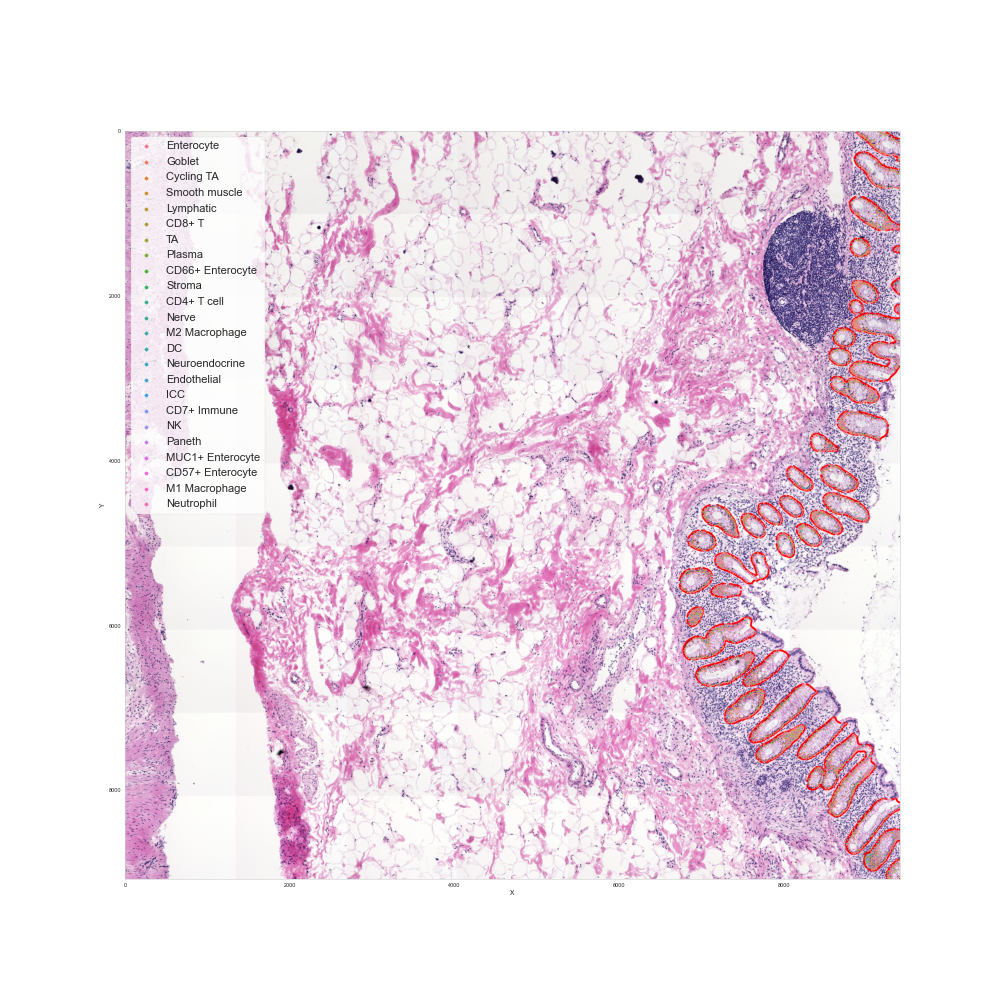 Enterocyte
Goblet
Cycling TA
Smooth muscle
Lymphatic
CD8+ T
TA
Plasma
CD66+ Enterocyte
Stroma
CD4+ T cell
Nerve
M2 Macrophage
DC
Neuroendocrine
Endothelial
ICC
CD7+ Immune
NK
Paneth
MUC1+ Enterocyte
CD57+ Enterocyte
M1 Macrophage
Neutrophil
0
2000
4000
6000
8000
Y
0
2000
4000
6000
8000
X